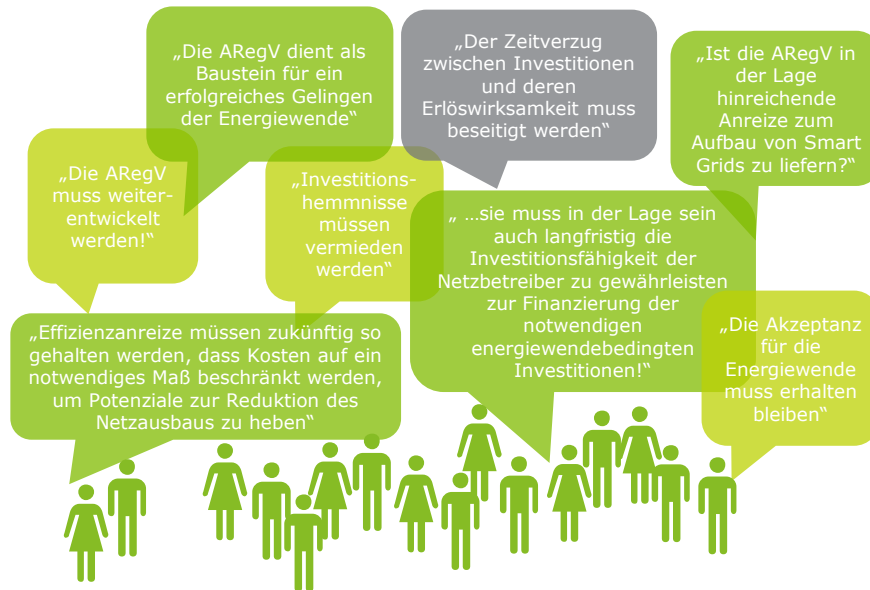 „Die ARegV dient als
Baustein für ein
erfolgreiches Gelingen
der Energiewende“
„Der Zeitverzug
zwischen Investitionen
und deren
Erlöswirksamkeit muss
beseitigt werden“
„Ist die ARegV in
der Lage
hinreichende
Anreize zum
Aufbau von Smart
Grids zu liefern?“
„Die ARegV
muss weiter-
entwickelt
werden!“
„Investitions-
hemmnisse
müssen
vermieden
werden“
„ …sie muss in der Lage sein
auch langfristig die
Investitionsfähigkeit der
Netzbetreiber zu gewährleisten
zur Finanzierung der
notwendigen
energiewendebedingten
Investitionen!“
„Effizienzanreize müssen zukünftig so
gehalten werden, dass Kosten auf ein
notwendiges Maß beschränkt werden,
um Potenziale zur Reduktion des
Netzausbaus zu heben“
„Die Akzeptanz
für die
Energiewende
muss erhalten
bleiben“